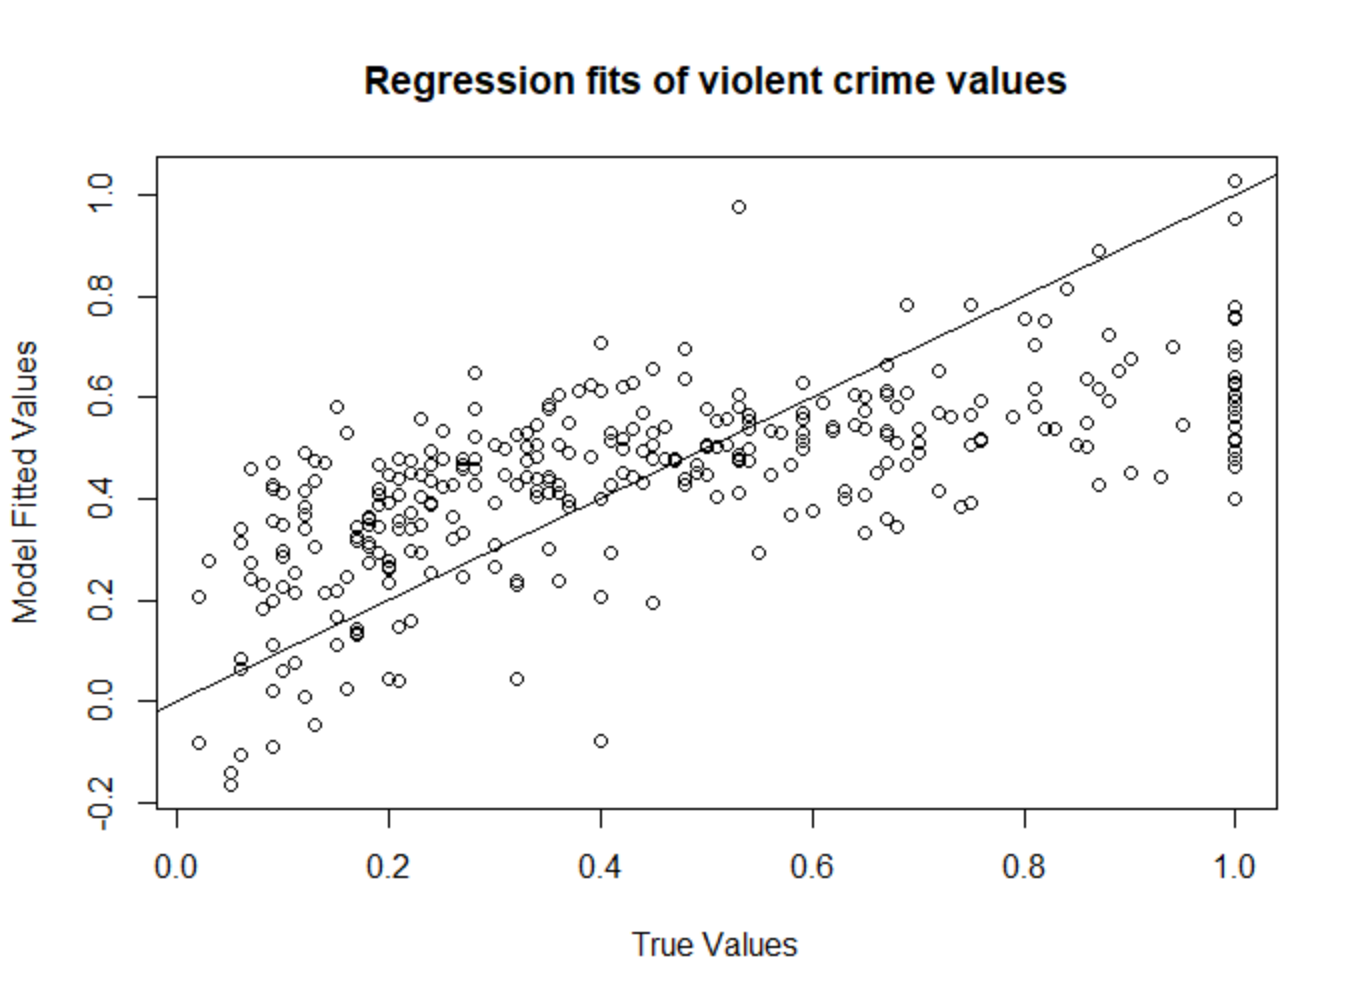 Regression fits of violent crime values
Model Fitted Values
1.0
0.8
0.6
0.4
0.2
0.0
-0.2
0.0 0.2 0.4 0.6 0.8 1.0
True Values